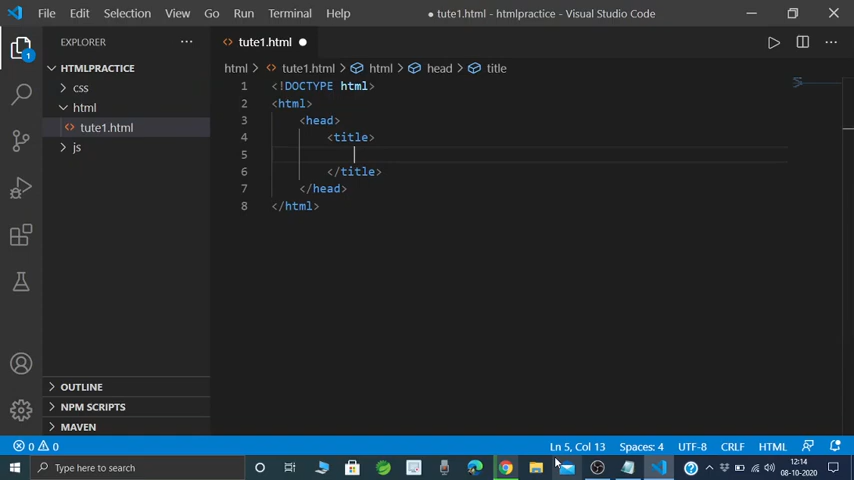 File Edit Selection View Go Run Terminal Help
● tute1.html - htmlpractice - Visual Studio Code
EXPLORER
tute1.html
HTMLPRACTICE
html > tute1.html > html > head > title
css
html
tute1.html
js
1 <!DOCTYPE html>
2 <html>
3 <head>
4 <title>
5
6 </title>
7 </head>
8 </html>
OUTLINE
NPM SCRIPTS
MAVEN
1
0 0 Ln 5, Col 13 Spaces: 4 UTF-8 CRLF HTML
Type here to search
12:14
08-10-2020